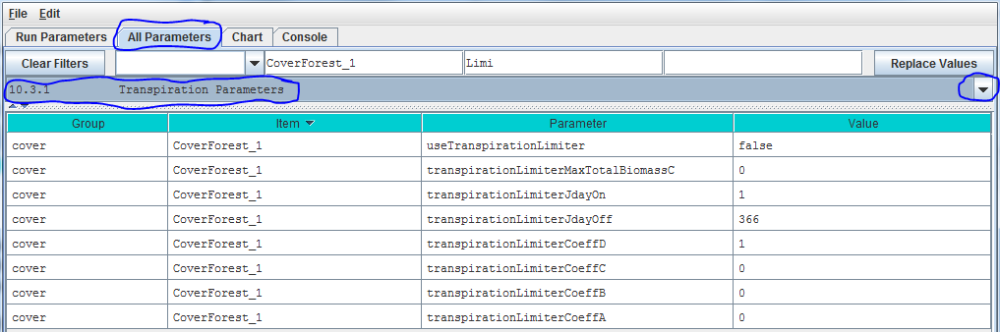 File Edit
Run Parameters All Parameters Chart Console
Clear Filters CoverForest_1 Limi Replace Values
10.3.1 Transpiration Parameters
Group Item Parameter Value
cover CoverForest_1 useTranspirationLimiter false
cover CoverForest_1 transpirationLimiterMaxTotalBiomassC 0
cover CoverForest_1 transpirationLimiterJdayOn 1
cover CoverForest_1 transpirationLimiterJdayOff 366
cover CoverForest_1 transpirationLimiterCoeffD 1
cover CoverForest_1 transpirationLimiterCoeffC 0
cover CoverForest_1 transpirationLimiterCoeffB 0
cover CoverForest_1 transpirationLimiterCoeffA 0